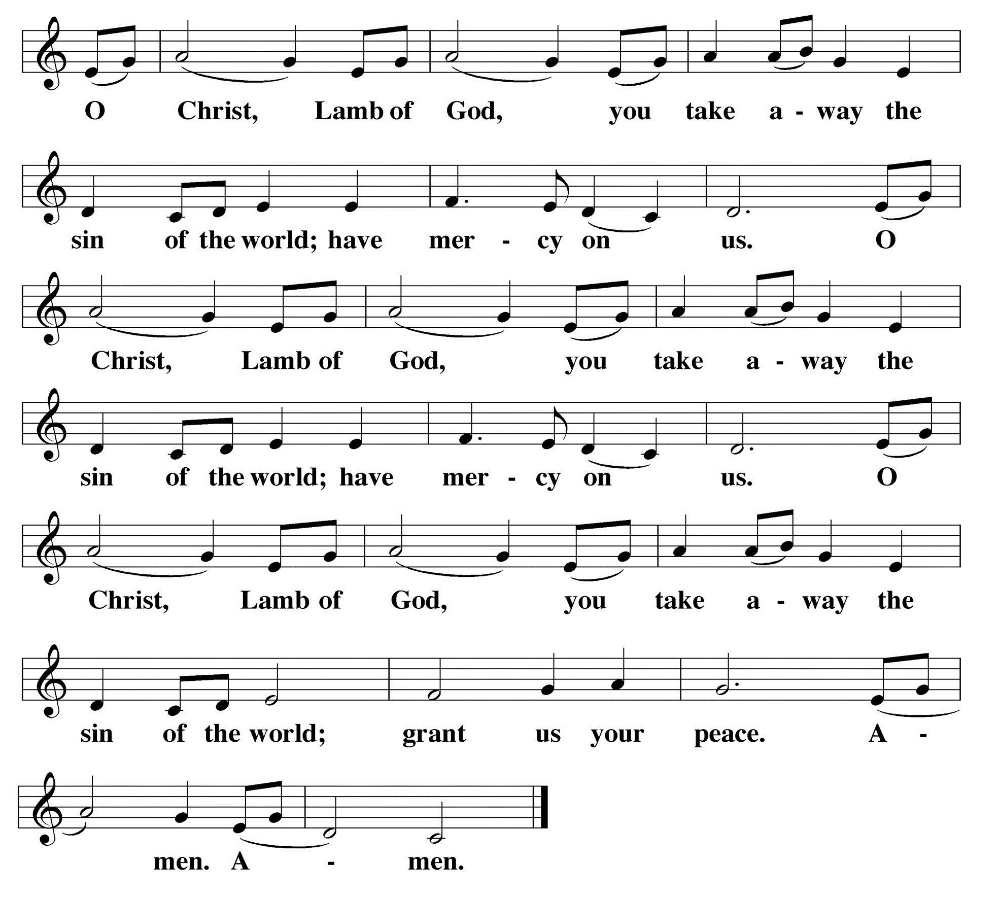 O Christ, Lamb of God, you take a - way the
sin of the world; have mer - cy on us. O
Christ, Lamb of God, you take a - way the
sin of the world; have mer - cy on us. O
Christ, Lamb of God, you take a - way the
sin of the world; grant us your peace. A -
men. A - men.